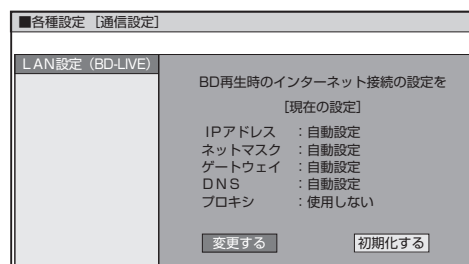 ■各種設定 [通信設定]
LAN設定 (BD-LIVE)
BD再生時のインターネット接続の設定を
[現在の設定]
IPアドレス :自動設定
ネットマスク :自動設定
ゲートウェイ :自動設定
DNS :自動設定
プロキシ :使用しない
変更する 初期化する